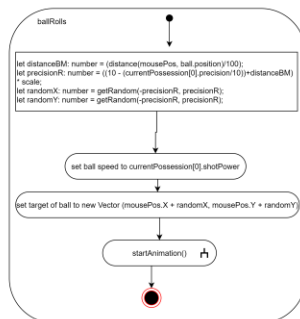 ballRolls
let distanceBM: number = (distance(mousePos, ball.position)/100);
let precisionR: number = ((10 - (currentPossession[0].precision/10))+distanceBM)
* scale;
let randomX: number = getRandom(-precisionR, precisionR);
let randomY: number = getRandom(-precisionR, precisionR);
set ball speed to currentPossession[0].shotPower
set target of ball to new Vector (mousePos.X + randomX, mousePos.Y + randomY)
startAnimation()